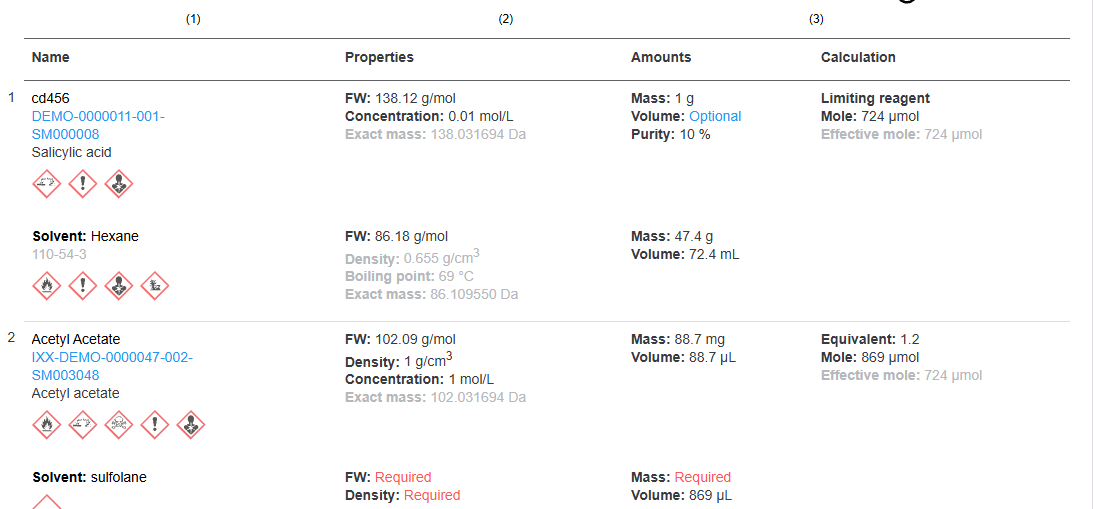 (1) (2) (3)
Name Properties Amounts Calculation
1 cd456 FW: 138.12 g/mol Mass: 1 g Limiting reagent
DEMO-0000011-001- Concentration: 0.01 mol/L Volume: Optional Mole: 724 µmol
SM000008 Exact mass: 138.031694 Da Purity: 10 % Effective mole: 724 µmol
Salicylic acid
Solvent: Hexane FW: 86.18 g/mol Mass: 47.4 g
110-54-3 Density: 0.655 g/cm³ Volume: 72.4 mL
Boiling point: 69 °C
Exact mass: 86.109550 Da
2 Acetyl Acetate FW: 102.09 g/mol Mass: 88.7 mg Equivalent: 1.2
IXX-DEMO-0000047-002- Density: 1 g/cm³ Volume: 88.7 µL Mole: 869 µmol
SM003048 Concentration: 1 mol/L Effective mole: 724 µmol
Acetyl acetate Exact mass: 102.031694 Da
Solvent: sulfolane FW: Required Mass: Required
Density: Required Volume: 869 µL